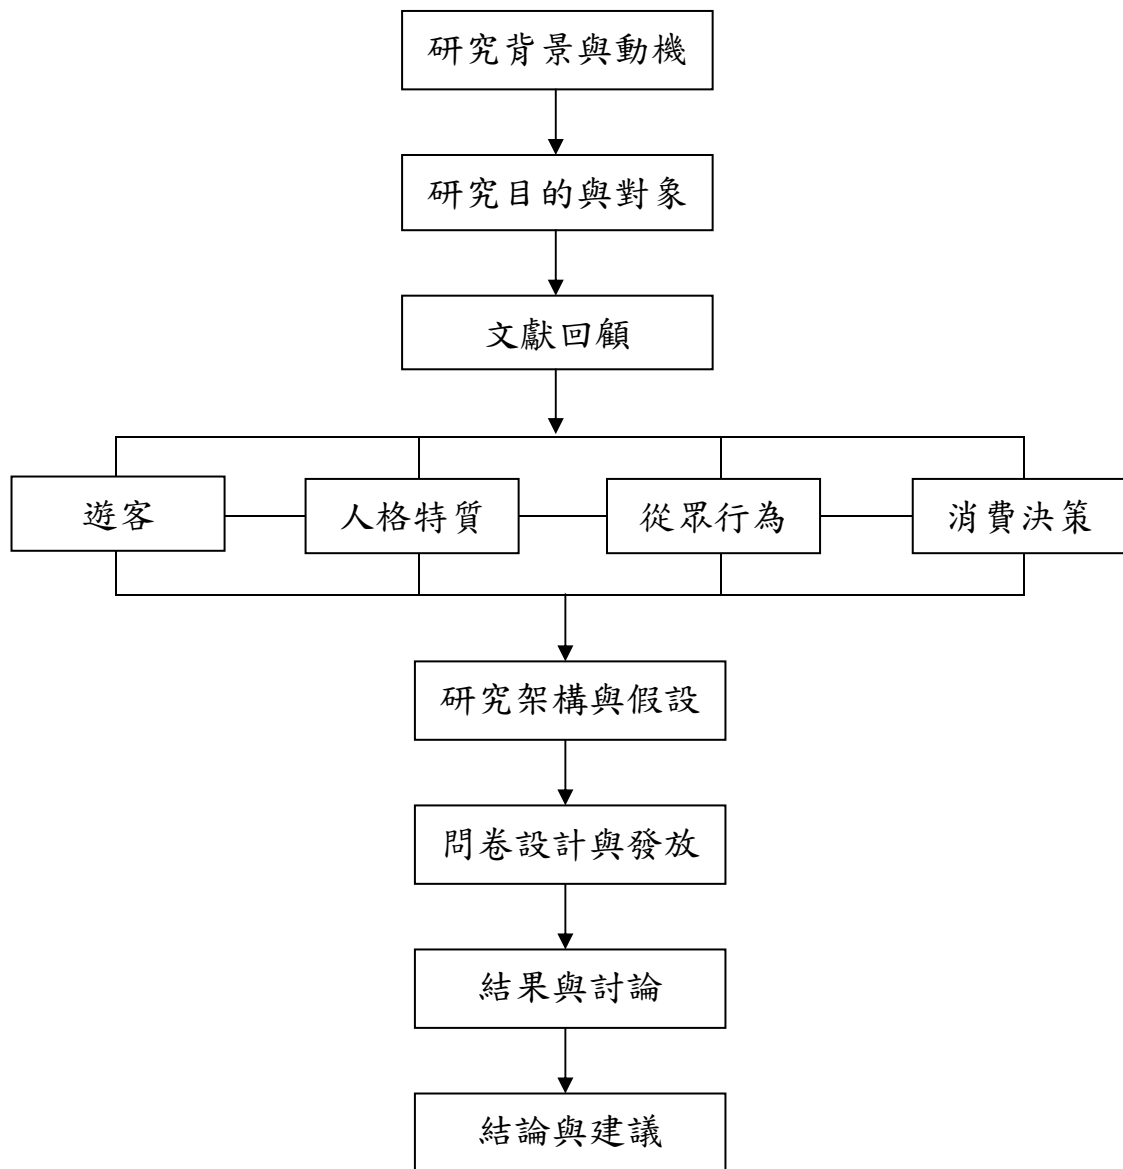 研究背景與動機
研究目的與對象
文獻回顧
遊客
人格特質
從眾行為
消費決策
研究架構與假設
問卷設計與發放
結果與討論
結論與建議